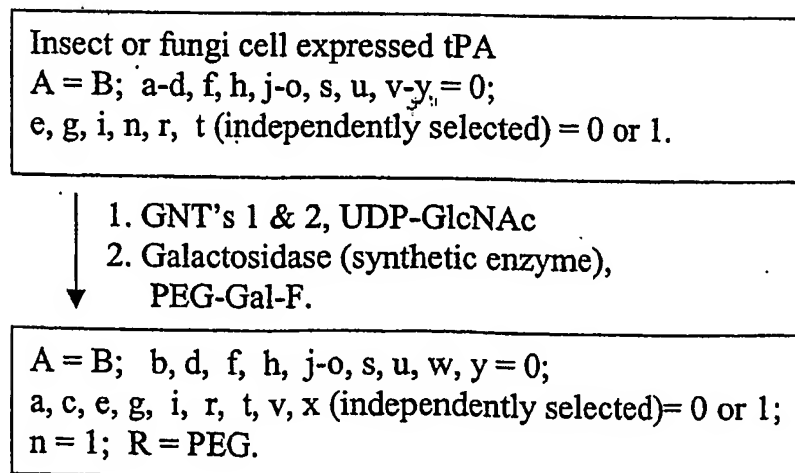 Insect or fungi cell expressed tPA
A = B; a-d, f, h, j-o, s, u, v-y, = 0;
e, g, i, n, r, t (independently selected) = 0 or 1.
1. GNT's 1 & 2, UDP-GlcNAc
2. Galactosidase (synthetic enzyme),
PEG-Gal-F.
A = B; b, d, f, h, j-o, s, u, w, y = 0;
a, c, e, g, i, r, t, v, x (independently selected)= 0 or 1;
n = 1; R = PEG.